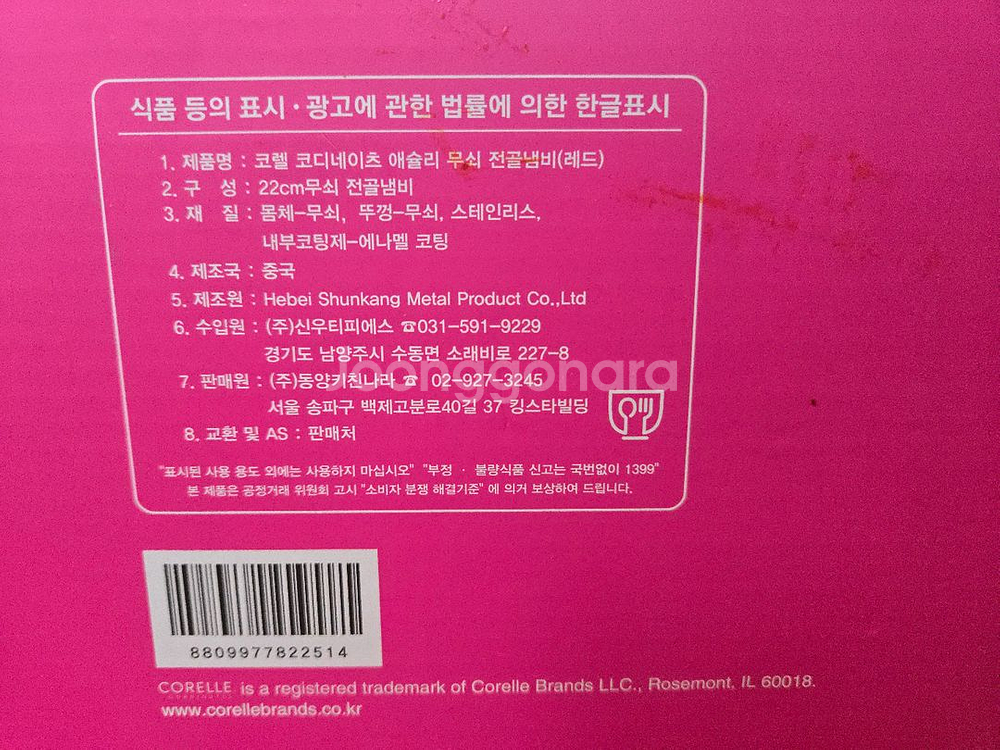 식품 등의 표시·광고에 관한 법률에 의한 한글표시
1. 제품명 : 코렐 코디네이츠 애슐리 무쇠 전골냄비(레드)
2. 구 성 : 22cm무쇠 전골냄비
3. 재 질 : 몸체-무쇠, 뚜껑-무쇠, 스테인리스,
내부코팅제-에나멜 코팅
4. 제조국 : 중국
5. 제조원 : Hebei Shunkang Metal Product Co.,Ltd
6. 수입원 : (주)신우티피에스 ☎031-591-9229
경기도 남양주시 수동면 소래비로 227-8
Joonggonara
7. 판매원 : (주)동양키친나라 ☎ 02-927-3245
서울 송파구 백제고분로40길 37 킹스타빌딩
8. 교환 및 AS : 판매처
"표시된 사용 용도 외에는 사용하지 마십시오" "부정 · 불량식품 신고는 국번없이 1399"
본 제품은 공정거래 위원회 고시 "소비자 분쟁 해결기준" 에 의거 보상하여 드립니다.
8809977822514
CORELLE is a registered trademark of Corelle Brands LLC., Rosemont, IL 60018.
www.corellebrands.co.kr